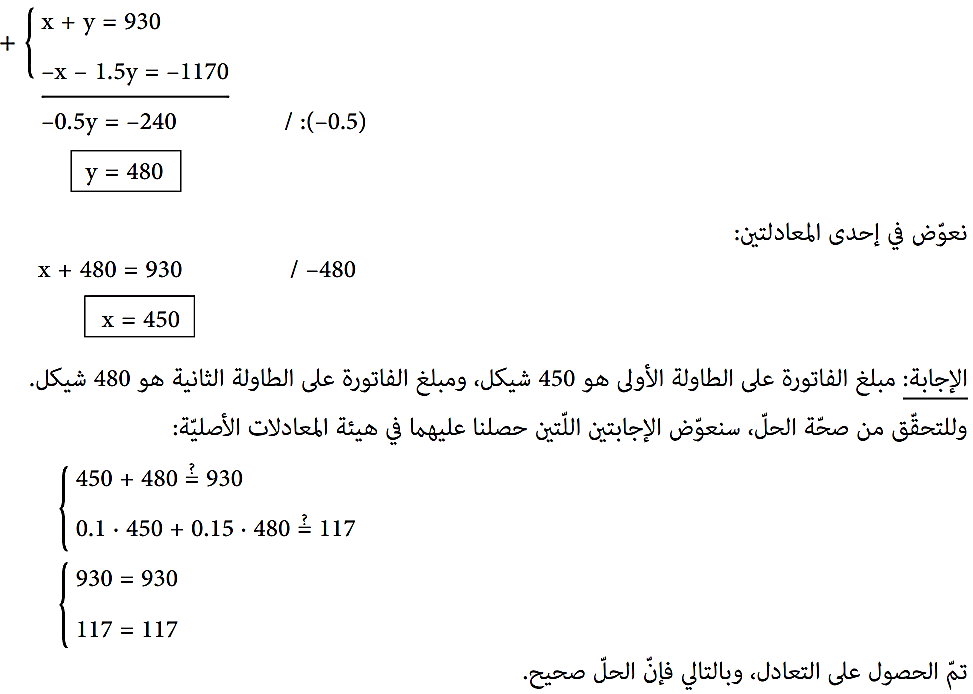 + { x + y = 930
–x – 1.5y = –1170
–0.5y = –240 / :(–0.5)
y = 480
نعوّض في إحدى المعادلتين:
x + 480 = 930 / –480
x = 450
الإجابة: مبلغ الفاتورة على الطاولة الأولى هو 450 شيكل، ومبلغ الفاتورة على الطاولة الثانية هو 480 شيكل.
وللتحقّق من صحّة الحلّ، سنعوّض الإجابتين اللّتين حصلنا عليهما في هيئة المعادلات الأصليّة:
450 + 480 ≟ 930
0.1 · 450 + 0.15 · 480 ≟ 117
930 = 930
117 = 117
تمّ الحصول على التعادل، وبالتالي فإنّ الحلّ صحيح.